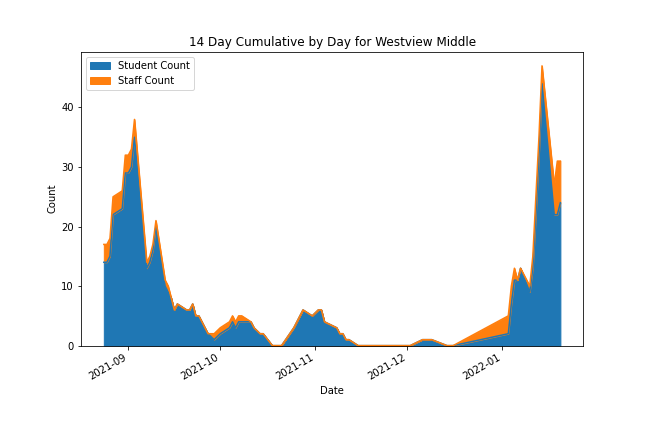 14 Day Cumulative by Day for Westview Middle
Student Count
Staff Count
Count
40
30
20
10
0
2021-09
2021-10
2021-11
2021-12
2022-01
Date